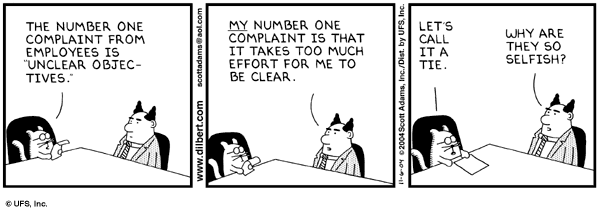 THE NUMBER ONE
COMPLAINT FROM
EMPLOYEES IS
"UNCLEAR OBJEC-
TIVES."
www.dilbert.com
scottadams@aol.com
MY NUMBER ONE
COMPLAINT IS THAT
IT TAKES TOO MUCH
EFFORT FOR ME TO
BE CLEAR.
11-6-04 ©2004 Scott Adams, Inc./Dist. by UFS, Inc.
LET'S
CALL
IT A
TIE.
WHY ARE
THEY SO
SELFISH?
© UFS, Inc.